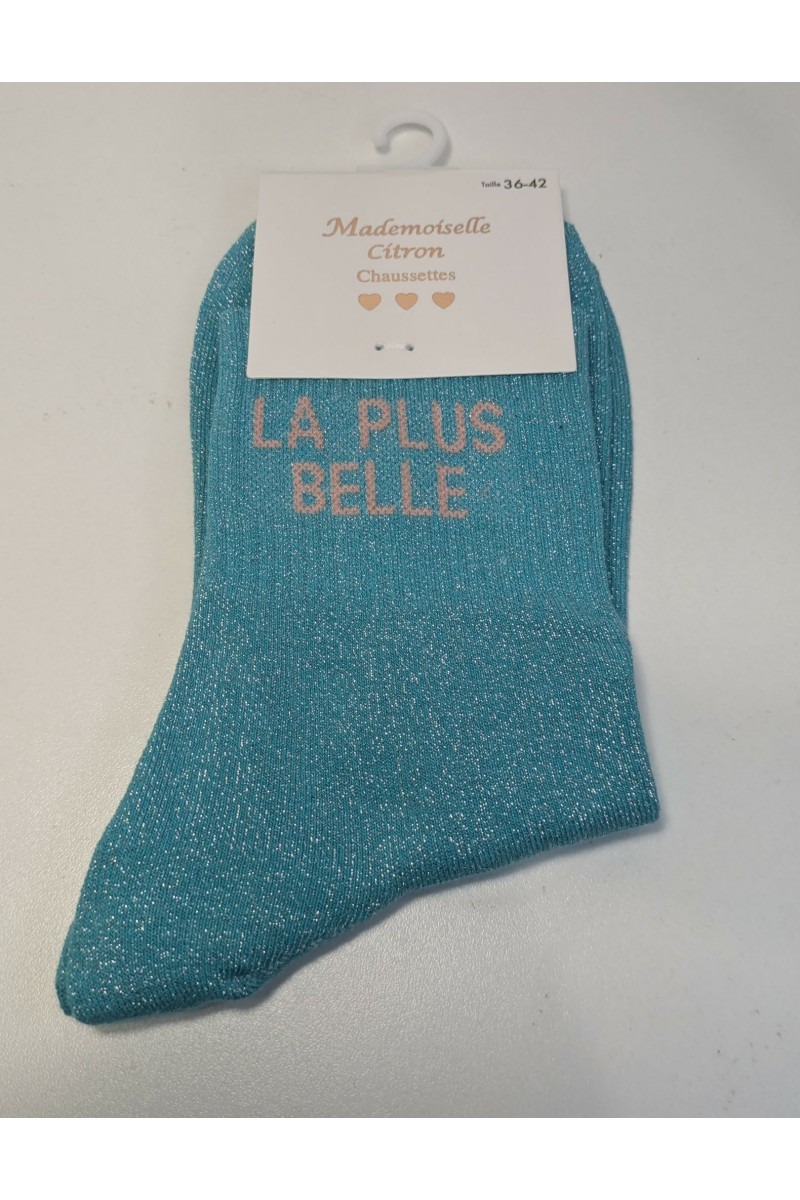 Taille 36-42
Mademoiselle
Citron
Chaussettes
LA PLUS
BELLE